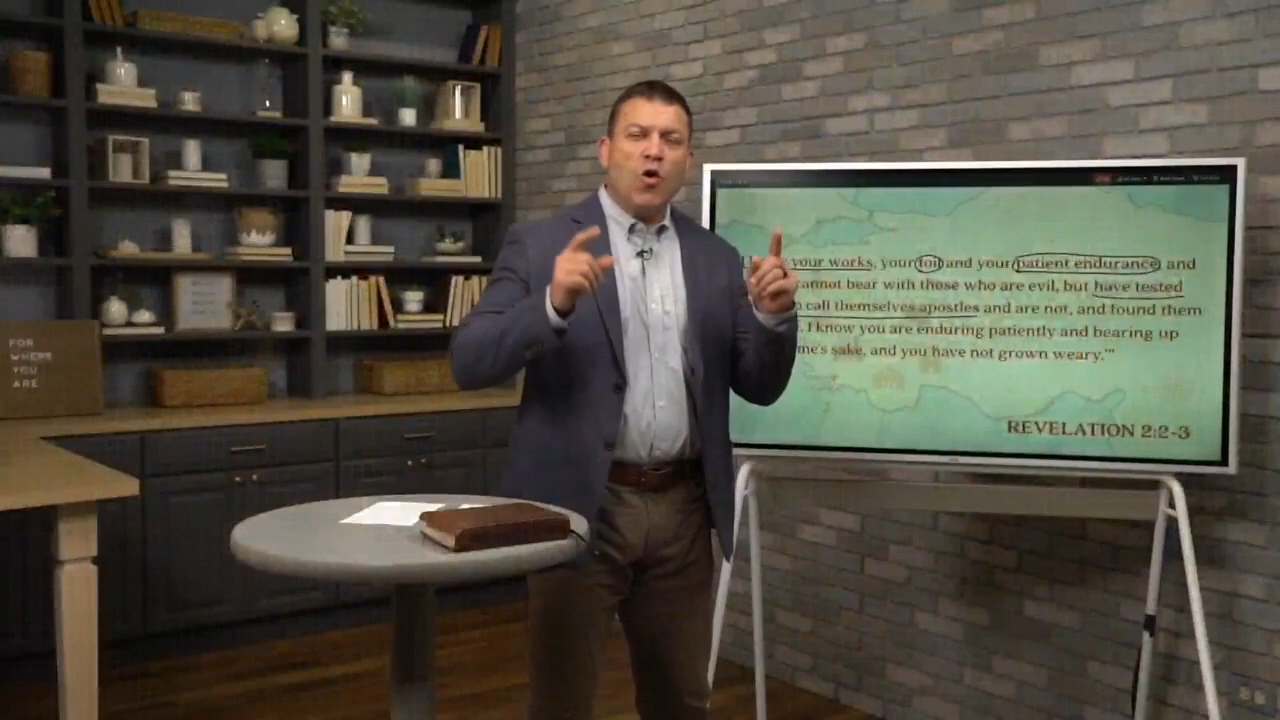 your works, your toil and your patient endurance, and
cannot bear with those who are evil, but have tested
call themselves apostles and are not, and found them
I know you are enduring patiently and bearing up
me's sake, and you have not grown weary.'"
REVELATION 2:2-3
FOR
WHERE
YOU
ARE